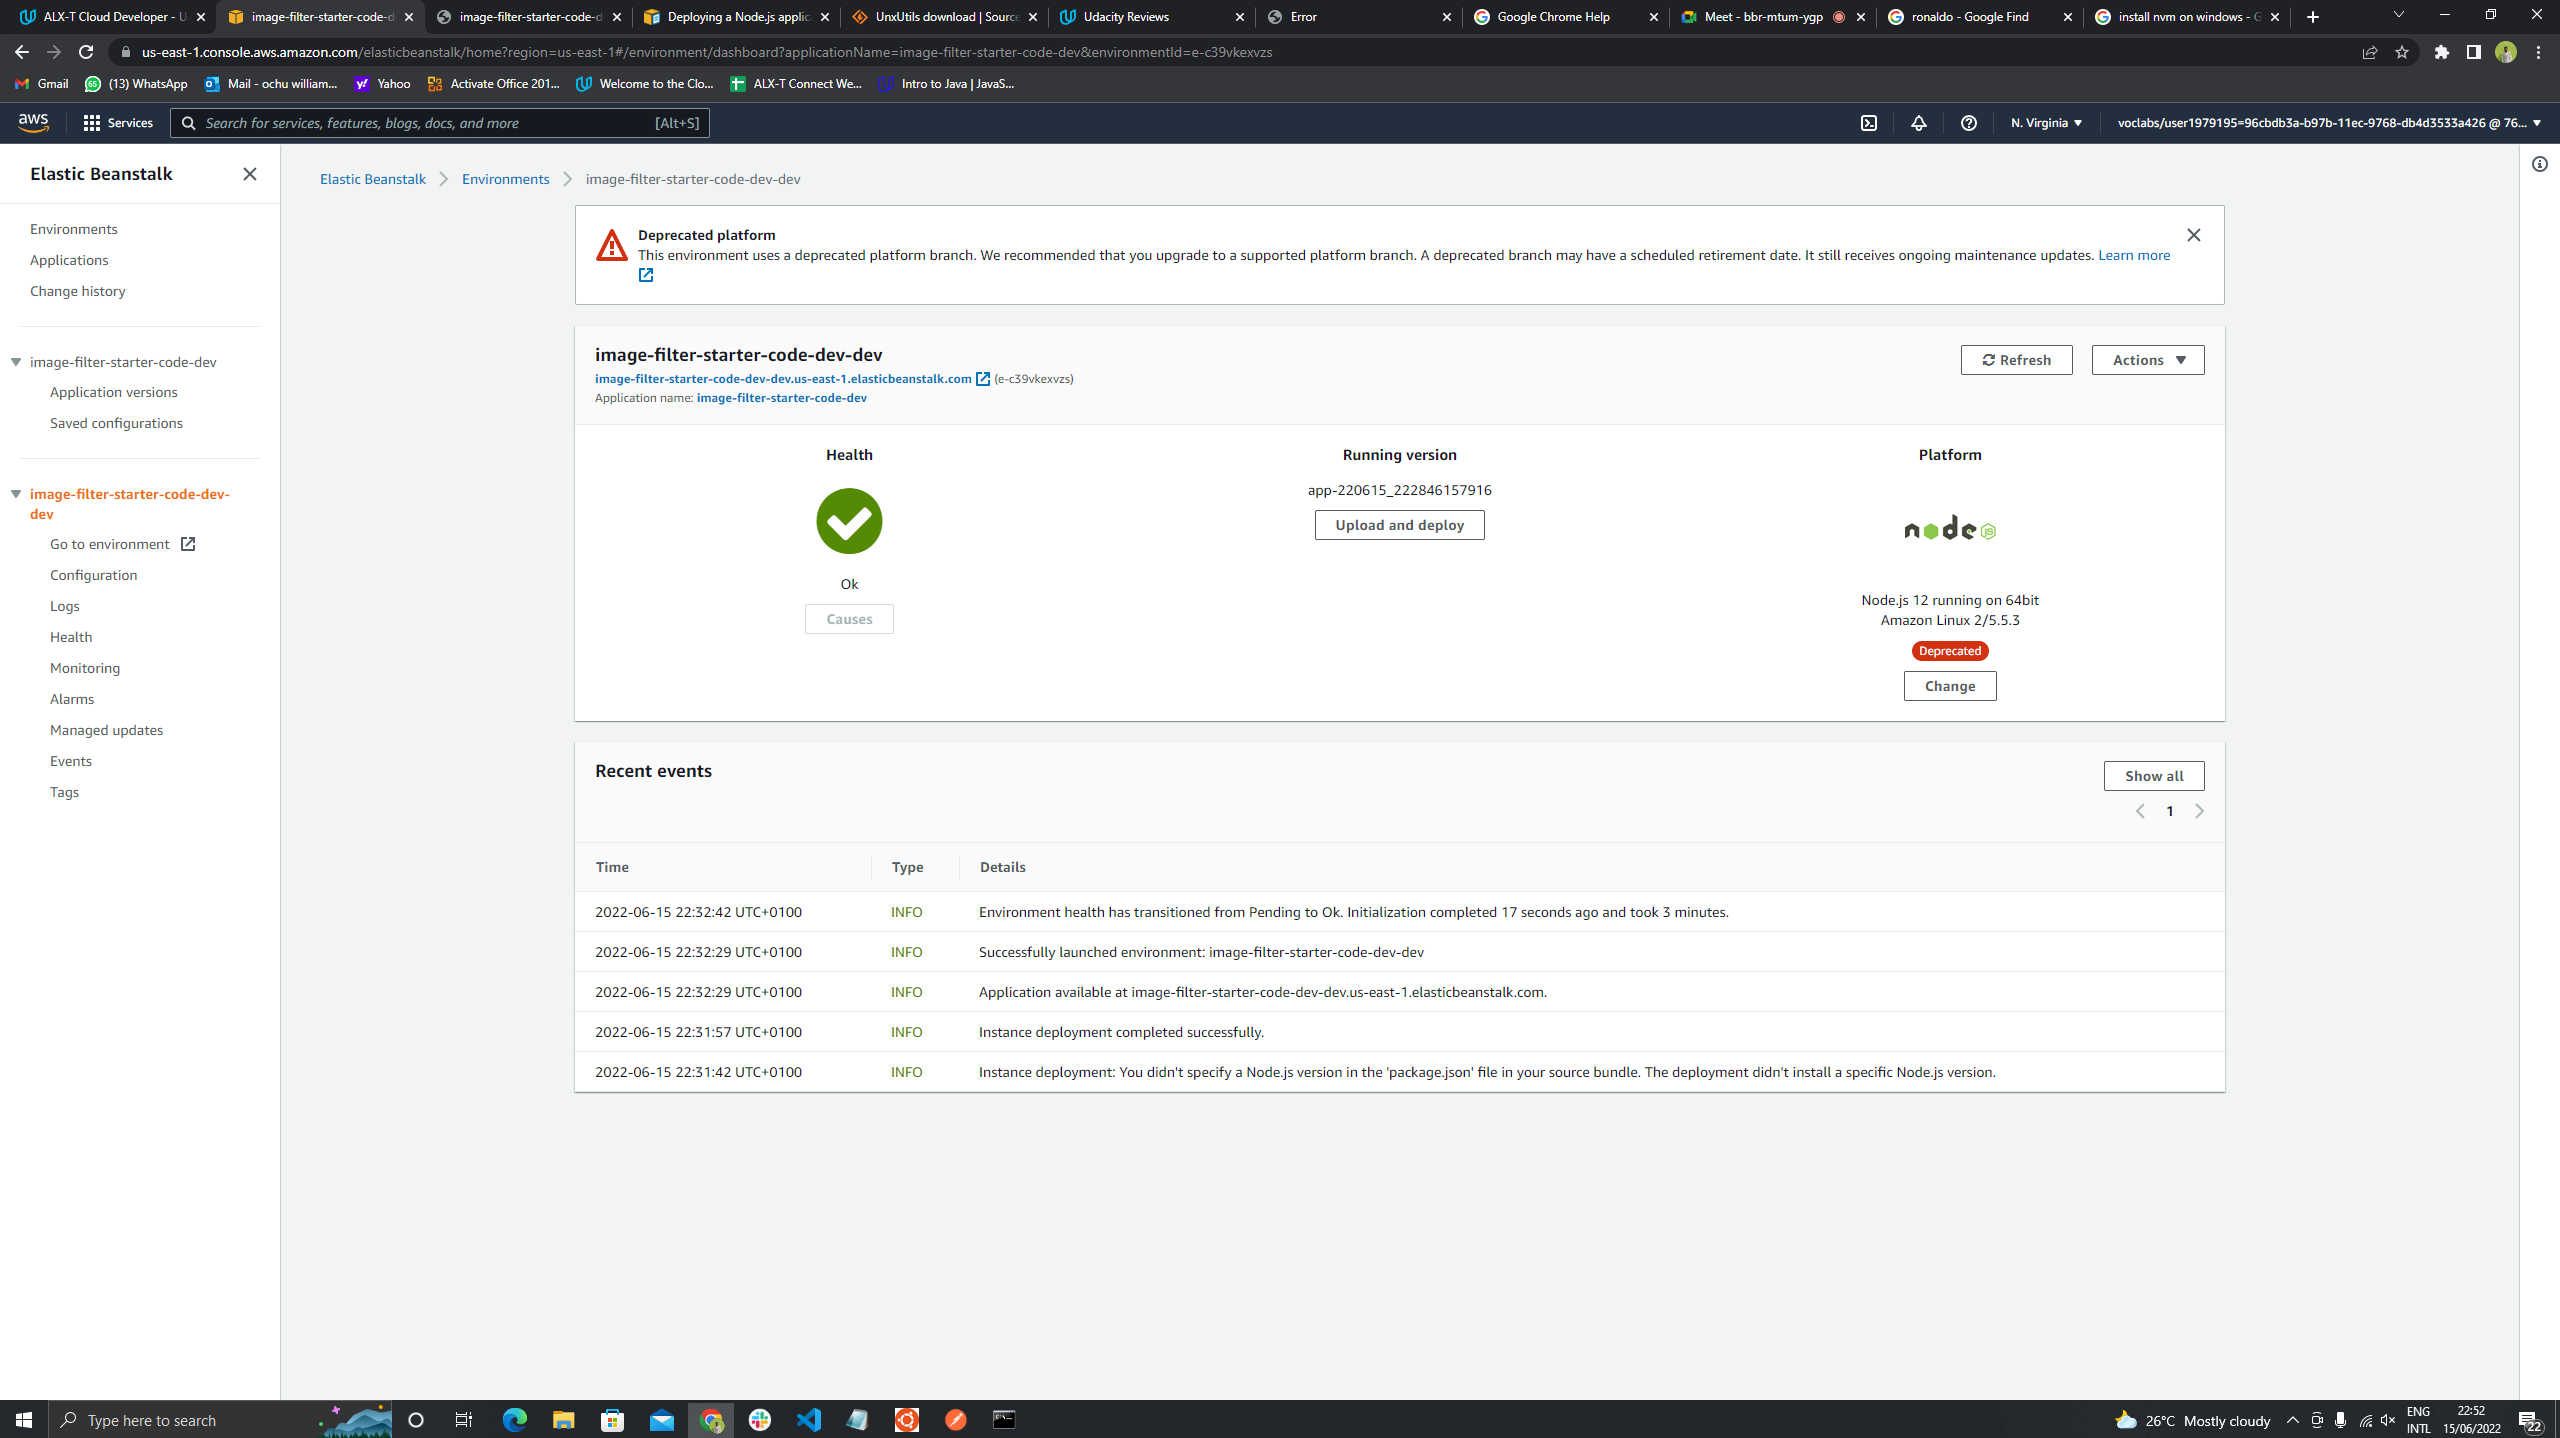 ALX-T Cloud Developer - U
image-filter-starter-code-d
image-filter-starter-code-d
Deploying a Node.js applic
UnxUtils download | Source
Udacity Reviews
Error
Google Chrome Help
Meet - bbr-mtum-ygp
ronaldo - Google Find
install nvm on windows - G
us-east-1.console.aws.amazon.com/elasticbeanstalk/home?region=us-east-1#/environment/dashboard?applicationName=image-filter-starter-code-dev&environmentId=e-c39vkexvzs
Gmail
(13) WhatsApp
Mail - ochu william...
Yahoo
Activate Office 201...
Welcome to the Clo...
ALX-T Connect We...
Intro to Java | JavaS...
aws
Services
Search for services, features, blogs, docs, and more
[Alt+S]
N. Virginia
voclabs/user1979195=96cbdb3a-b97b-11ec-9768-db4d3533a426 @ 76...
Elastic Beanstalk
Environments
Applications
Change history
image-filter-starter-code-dev
Application versions
Saved configurations
image-filter-starter-code-dev-
dev
Go to environment
Configuration
Logs
Health
Monitoring
Alarms
Managed updates
Events
Tags
Elastic Beanstalk
Environments
image-filter-starter-code-dev-dev
Deprecated platform
This environment uses a deprecated platform branch. We recommended that you upgrade to a supported platform branch. A deprecated branch may have a scheduled retirement date. It still receives ongoing maintenance updates. Learn more
image-filter-starter-code-dev-dev
image-filter-starter-code-dev-dev.us-east-1.elasticbeanstalk.com (e-c39vkexvzs)
Application name: image-filter-starter-code-dev
Refresh
Actions
Health
Ok
Causes
Running version
app-220615_222846157916
Upload and deploy
Platform
node JS
Node.js 12 running on 64bit
Amazon Linux 2/5.5.3
Deprecated
Change
Recent events
Show all
1
Time Type Details
2022-06-15 22:32:42 UTC+0100 INFO Environment health has transitioned from Pending to Ok. Initialization completed 17 seconds ago and took 3 minutes.
2022-06-15 22:32:29 UTC+0100 INFO Successfully launched environment: image-filter-starter-code-dev-dev
2022-06-15 22:32:29 UTC+0100 INFO Application available at image-filter-starter-code-dev-dev.us-east-1.elasticbeanstalk.com.
2022-06-15 22:31:57 UTC+0100 INFO Instance deployment completed successfully.
2022-06-15 22:31:42 UTC+0100 INFO Instance deployment: You didn't specify a Node.js version in the 'package.json' file in your source bundle. The deployment didn't install a specific Node.js version.
Type here to search
26°C Mostly cloudy
ENG
INTL
22:52
15/06/2022
22